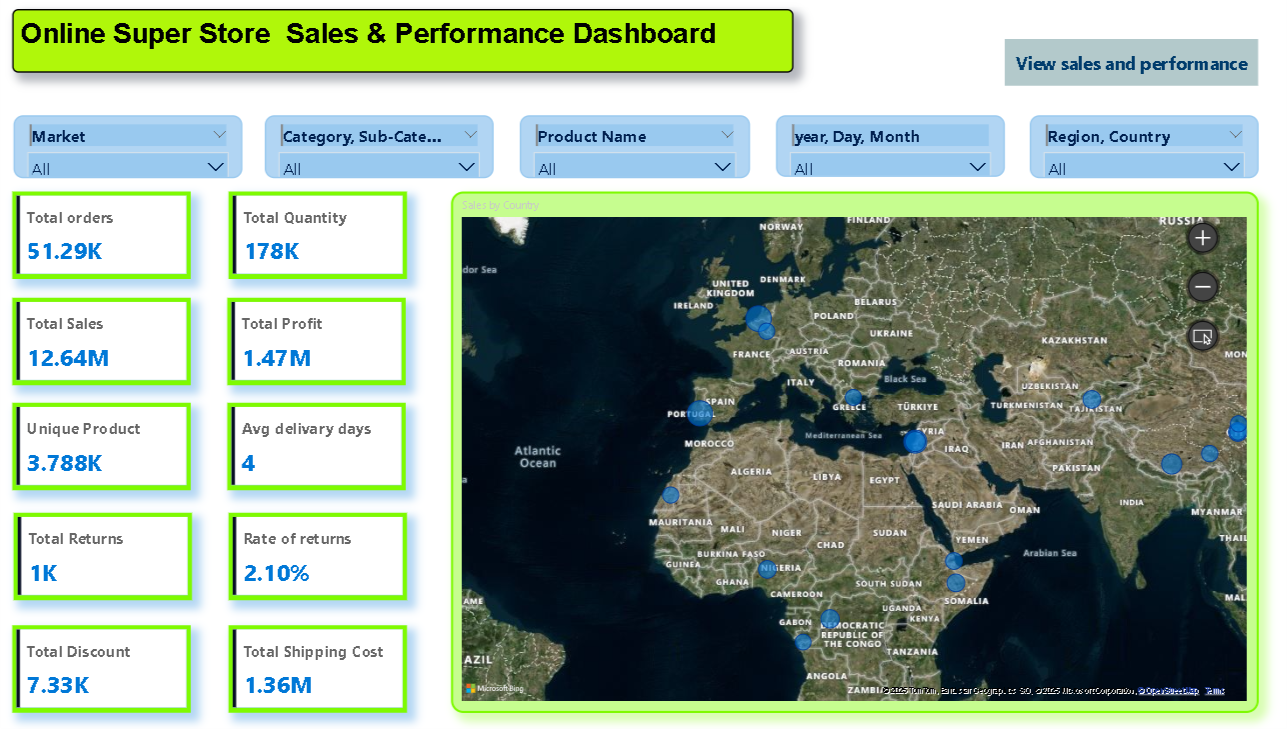 Online Super Store Sales & Performance Dashboard
View sales and performance
Market
All
Category, Sub-Cate...
All
Product Name
All
year, Day, Month
All
Region, Country
All
Total orders
51.29K
Total Quantity
178K
Total Sales
12.64M
Total Profit
1.47M
Unique Product
3.788K
Avg delivary days
4
Total Returns
1K
Rate of returns
2.10%
Total Discount
7.33K
Total Shipping Cost
1.36M
Sales by Country
FINLAND
RUSSIA
NORWAY
dor Sea
UNITED
KINGDOM
DENMARK
IRELAND
BELARUS
POLAND
UKRAINE
KAZAKHSTAN
FRANCE
AUSTRIA
ROMANIA
MON
ITALY
Black Sea
UZBEKISTAN
SPAIN
PORTUGAL
GREECE
TÜRKIYE
TURKMENISTAN
TAJIKISTAN
Mediterranean Sea
SYRIA
MOROCCO
IRAQ
IRAN
AFGHANISTAN
Atlantic
Ocean
ALGERIA
LIBYA
EGYPT
PAKISTAN
SAUDI ARABIA
OMAN
INDIA
MYANMAR
MAURITANIA
MALI
NIGER
SUDAN
CHAD
YEMEN
THAIL
Arabian Sea
BURKINA FASO
GUINEA
NIGERIA
GHANA
SOUTH SUDAN
CAMEROON
SOMALIA
MAL
AME
UGANDA
GABON
KENYA
DEMOCRATIC
REPUBLIC OF
THE CONGO
TANZANIA
AZIL
ANGOLA
ZAMBI
Microsoft Bing
© 2025 TomTom, Microsoft Corporation, © OpenStreetMap Terms